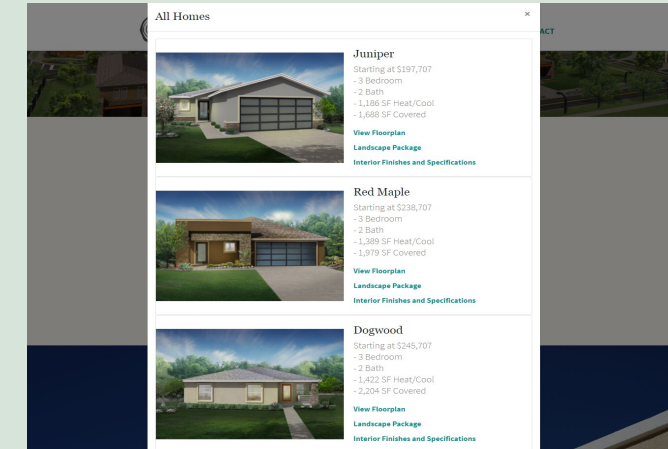 All Homes
×
ACT
Juniper
Starting at $197,707
- 3 Bedroom
- 2 Bath
- 1,186 SF Heat/Cool
- 1,688 SF Covered
View Floorplan
Landscape Package
Interior Finishes and Specifications
Red Maple
Starting at $238,707
- 3 Bedroom
- 2 Bath
- 1,389 SF Heat/Cool
- 1,979 SF Covered
View Floorplan
Landscape Package
Interior Finishes and Specifications
Dogwood
Starting at $245,707
- 3 Bedroom
- 2 Bath
- 1,422 SF Heat/Cool
- 2,204 SF Covered
View Floorplan
Landscape Package
Interior Finishes and Specifications